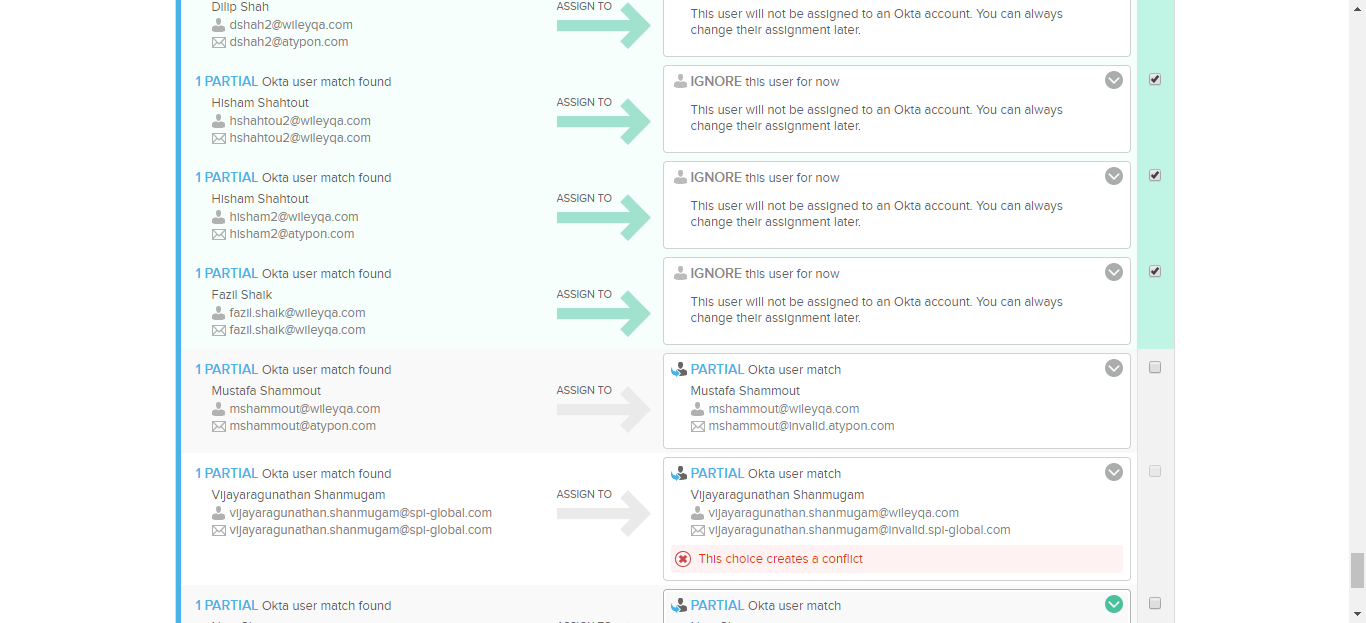 Dilip Shah
dshah2@wileyqa.com
dshah2@atypon.com
ASSIGN TO
This user will not be assigned to an Okta account. You can always
change their assignment later.
1 PARTIAL Okta user match found
Hisham Shahtout
hshahtou2@wileyqa.com
hshahtou2@wileyqa.com
ASSIGN TO
IGNORE this user for now
This user will not be assigned to an Okta account. You can always
change their assignment later.
1 PARTIAL Okta user match found
Hisham Shahtout
hisham2@wileyqa.com
hisham2@atypon.com
ASSIGN TO
IGNORE this user for now
This user will not be assigned to an Okta account. You can always
change their assignment later.
1 PARTIAL Okta user match found
Fazil Shaik
fazil.shaik@wileyqa.com
fazil.shaik@wileyqa.com
ASSIGN TO
IGNORE this user for now
This user will not be assigned to an Okta account. You can always
change their assignment later.
1 PARTIAL Okta user match found
Mustafa Shammout
mshammout@wileyqa.com
mshammout@atypon.com
ASSIGN TO
PARTIAL Okta user match
Mustafa Shammout
mshammout@wileyqa.com
mshammout@invalid.atypon.com
1 PARTIAL Okta user match found
Vijayaragunathan Shanmugam
vijayaragunathan.shanmugam@spi-global.com
vijayaragunathan.shanmugam@spi-global.com
ASSIGN TO
PARTIAL Okta user match
Vijayaragunathan Shanmugam
vijayaragunathan.shanmugam@wileyqa.com
vijayaragunathan.shanmugam@invalid.spi-global.com
This choice creates a conflict
1 PARTIAL Okta user match found
PARTIAL Okta user match